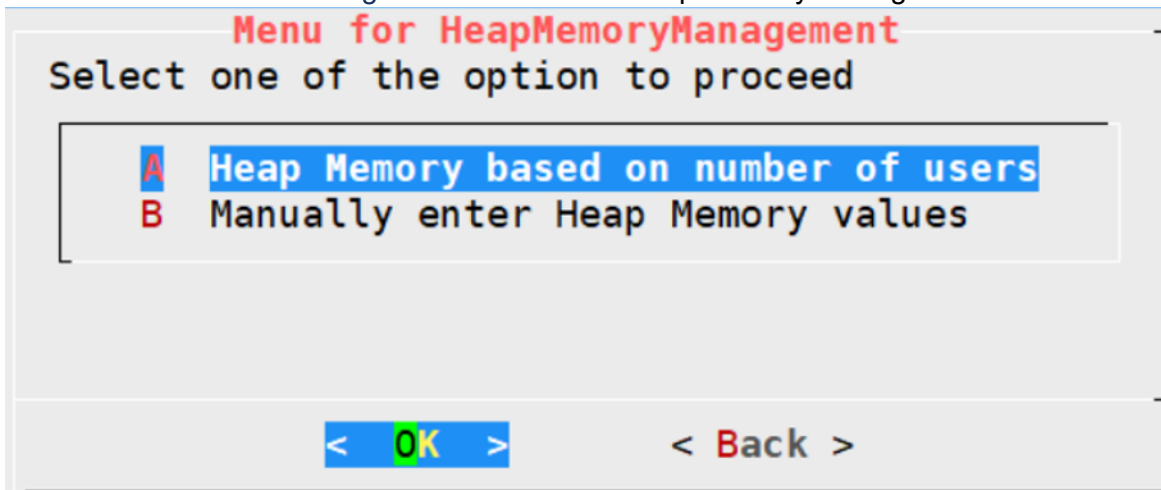 Menu for HeapMemoryManagement
Select one of the option to proceed
A Heap Memory based on number of users
B Manually enter Heap Memory values
< OK > < Back >